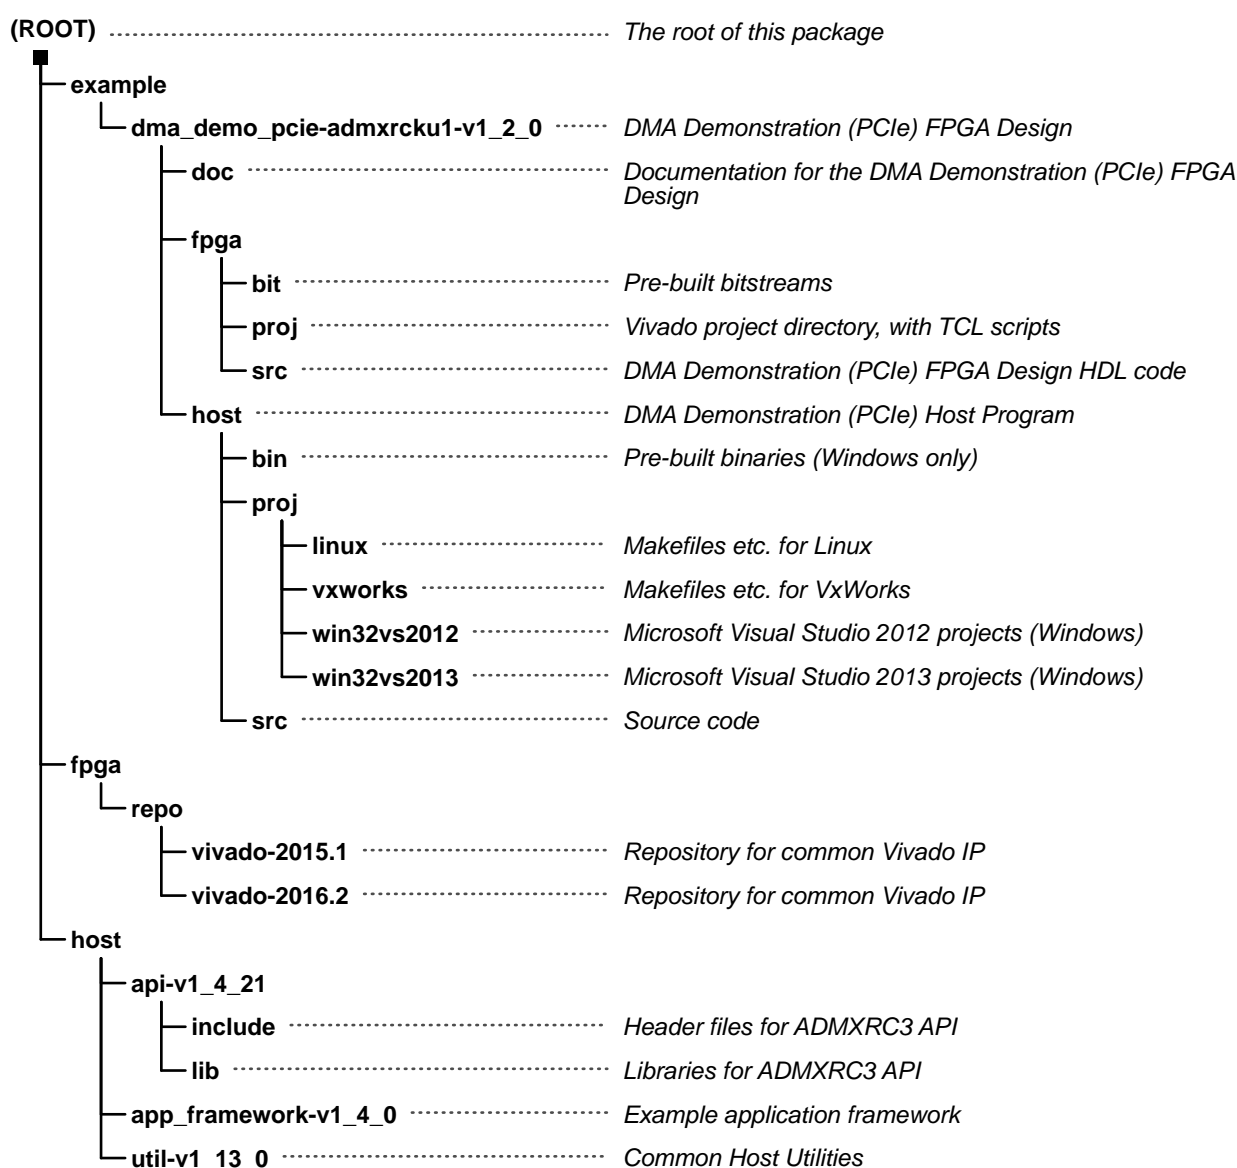 (ROOT) The root of this package
example
dma_demo_pcie-admxrcku1-v1_2_0 DMA Demonstration (PCIe) FPGA Design
doc Documentation for the DMA Demonstration (PCIe) FPGA
Design
fpga
bit Pre-built bitstreams
proj Vivado project directory, with TCL scripts
src DMA Demonstration (PCIe) FPGA Design HDL code
host DMA Demonstration (PCIe) Host Program
bin Pre-built binaries (Windows only)
proj
linux Makefiles etc. for Linux
vxworks Makefiles etc. for VxWorks
win32vs2012 Microsoft Visual Studio 2012 projects (Windows)
win32vs2013 Microsoft Visual Studio 2013 projects (Windows)
src Source code
fpga
repo
vivado-2015.1 Repository for common Vivado IP
vivado-2016.2 Repository for common Vivado IP
host
api-v1_4_21
include Header files for ADMXRC3 API
lib Libraries for ADMXRC3 API
app_framework-v1_4_0 Example application framework
util-v1_13_0 Common Host Utilities